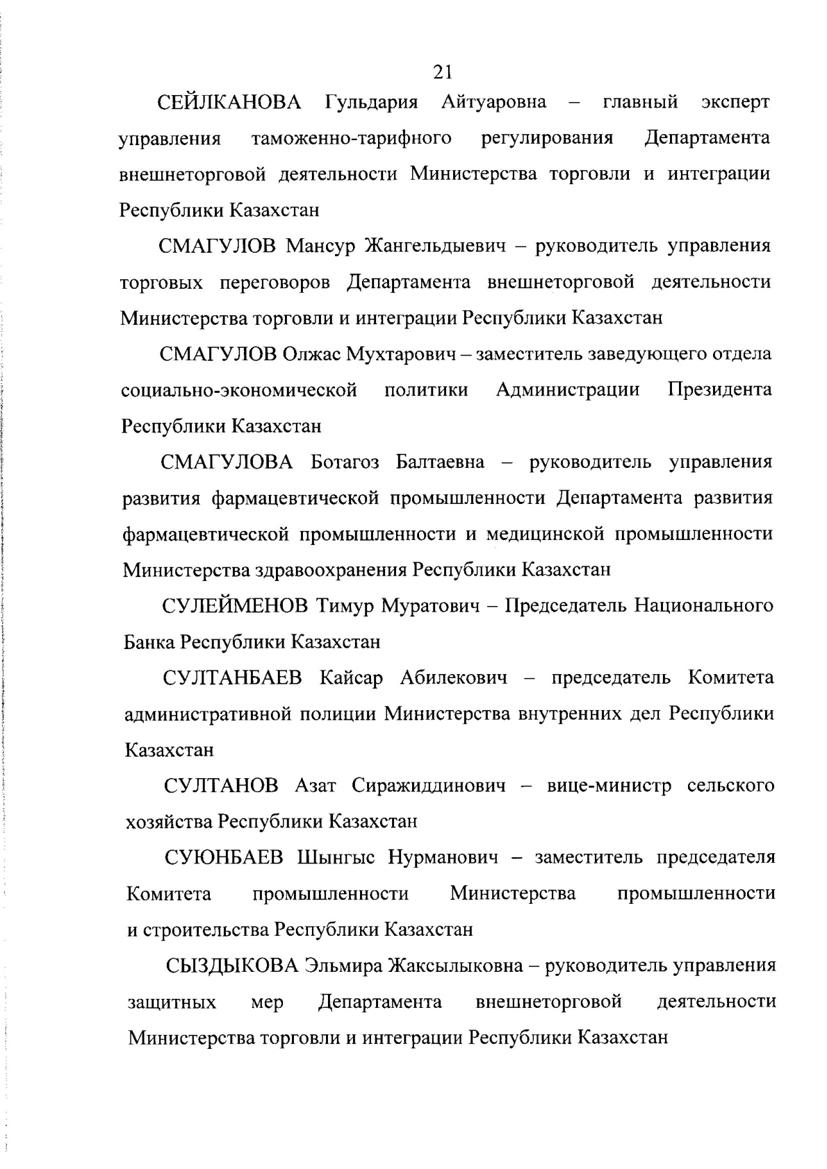 21
СЕЙЛКАНОВА Гульдария Айтуаровна – главный эксперт
управления таможенно-тарифного регулирования Департамента
внешнеторговой деятельности Министерства торговли и интеграции
Республики Казахстан
СМАГУЛОВ Мансур Жангельдыевич – руководитель управления
торговых переговоров Департамента внешнеторговой деятельности
Министерства торговли и интеграции Республики Казахстан
СМАГУЛОВ Олжас Мухтарович – заместитель заведующего отдела
социально-экономической политики Администрации Президента
Республики Казахстан
СМАГУЛОВА Ботагоз Балтаевна – руководитель управления
развития фармацевтической промышленности Департамента развития
фармацевтической промышленности и медицинской промышленности
Министерства здравоохранения Республики Казахстан
СУЛЕЙМЕНОВ Тимур Муратович – Председатель Национального
Банка Республики Казахстан
СУЛТАНБАЕВ Кайсар Абилекович – председатель Комитета
административной полиции Министерства внутренних дел Республики
Казахстан
СУЛТАНОВ Азат Сиражиддинович – вице-министр сельского
хозяйства Республики Казахстан
СУЮНБАЕВ Шынгыс Нурманович – заместитель председателя
Комитета промышленности Министерства промышленности
и строительства Республики Казахстан
СЫЗДЫКОВА Эльмира Жаксылыковна – руководитель управления
защитных мер Департамента внешнеторговой деятельности
Министерства торговли и интеграции Республики Казахстан